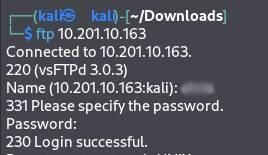 ┌──(kali㉿kali)-[~/Downloads]
└─$ ftp 10.201.10.163
Connected to 10.201.10.163.
220 (vsFTPd 3.0.3)
Name (10.201.10.163:kali):
331 Please specify the password.
Password:
230 Login successful.